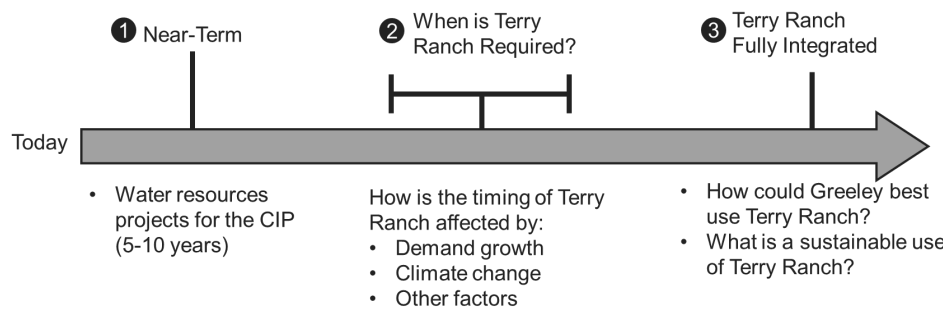 1 Near-Term
2 When is Terry
Ranch Required?
3 Terry Ranch
Fully Integrated
Today
• Water resources
projects for the CIP
(5-10 years)
How is the timing of Terry
Ranch affected by:
• Demand growth
• Climate change
• Other factors
• How could Greeley best
use Terry Ranch?
• What is a sustainable use
of Terry Ranch?